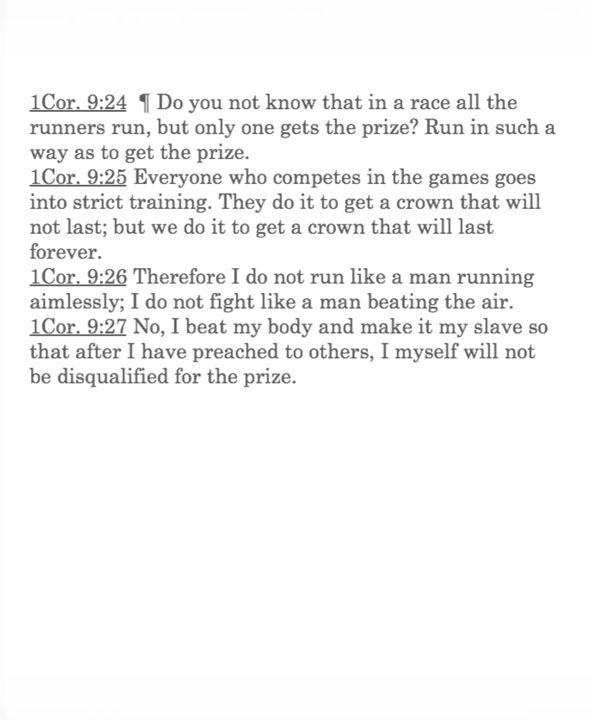 1Cor. 9:24 ¶ Do you not know that in a race all the
runners run, but only one gets the prize? Run in such a
way as to get the prize.
1Cor. 9:25 Everyone who competes in the games goes
into strict training. They do it to get a crown that will
not last; but we do it to get a crown that will last
forever.
1Cor. 9:26 Therefore I do not run like a man running
aimlessly; I do not fight like a man beating the air.
1Cor. 9:27 No, I beat my body and make it my slave so
that after I have preached to others, I myself will not
be disqualified for the prize.